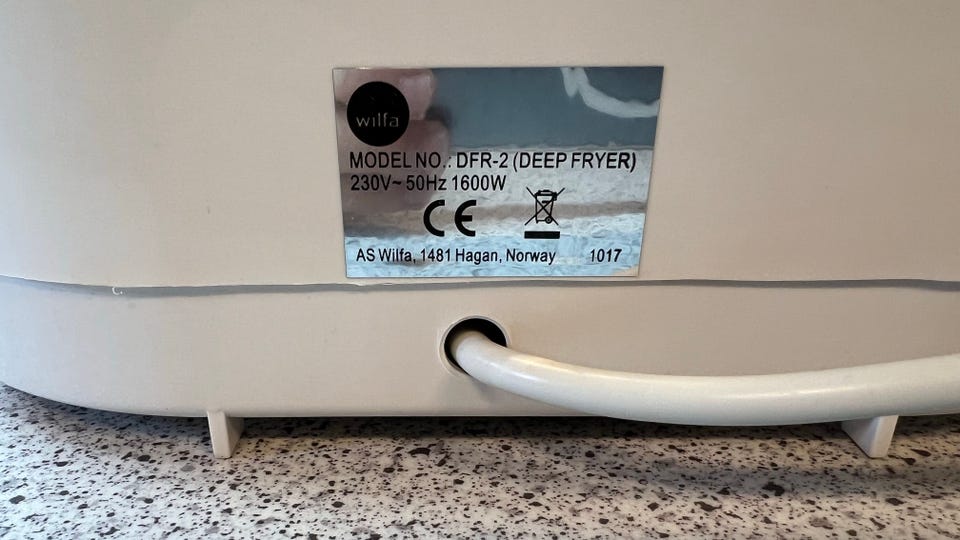 wilfa
MODEL NO.: DFR-2 (DEEP FRYER)
230V~ 50Hz 1600W
CE
AS Wilfa, 1481 Hagan, Norway 1017